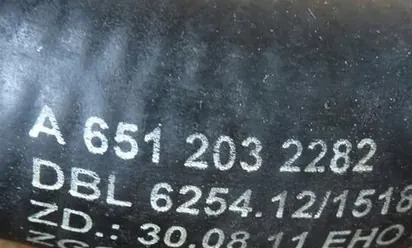 A 651 203 2282
DBL 6254.12/1518
ZD.: 30.08.11 EHO